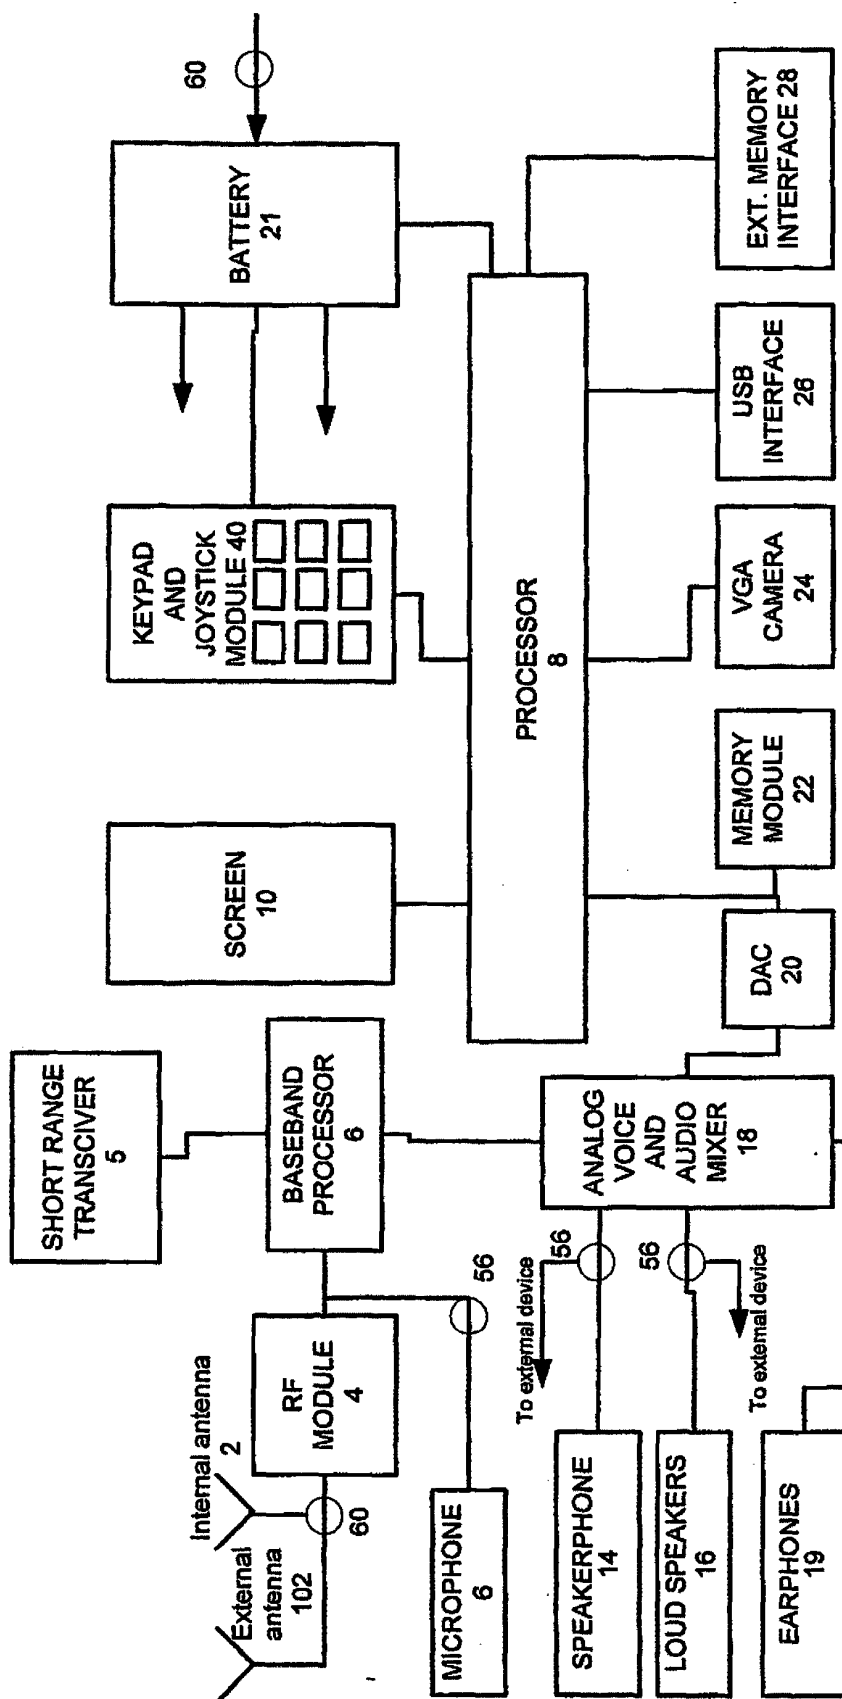 Internal antenna
2
External
antenna
102
60
RF
MODULE
4
SHORT RANGE
TRANSCIVER
5
BASEBAND
PROCESSOR
6
SCREEN
10
KEYPAD
AND
JOYSTICK
MODULE 40
BATTERY
21
60
MICROPHONE
6
56
PROCESSOR
8
To external device
56
56
To external device
ANALOG
VOICE
AND
AUDIO
MIXER
18
SPEAKERPHONE
14
LOUD SPEAKERS
16
EARPHONES
19
DAC
20
MEMORY
MODULE
22
VGA
CAMERA
24
USB
INTERFACE
26
EXT. MEMORY
INTERFACE 28